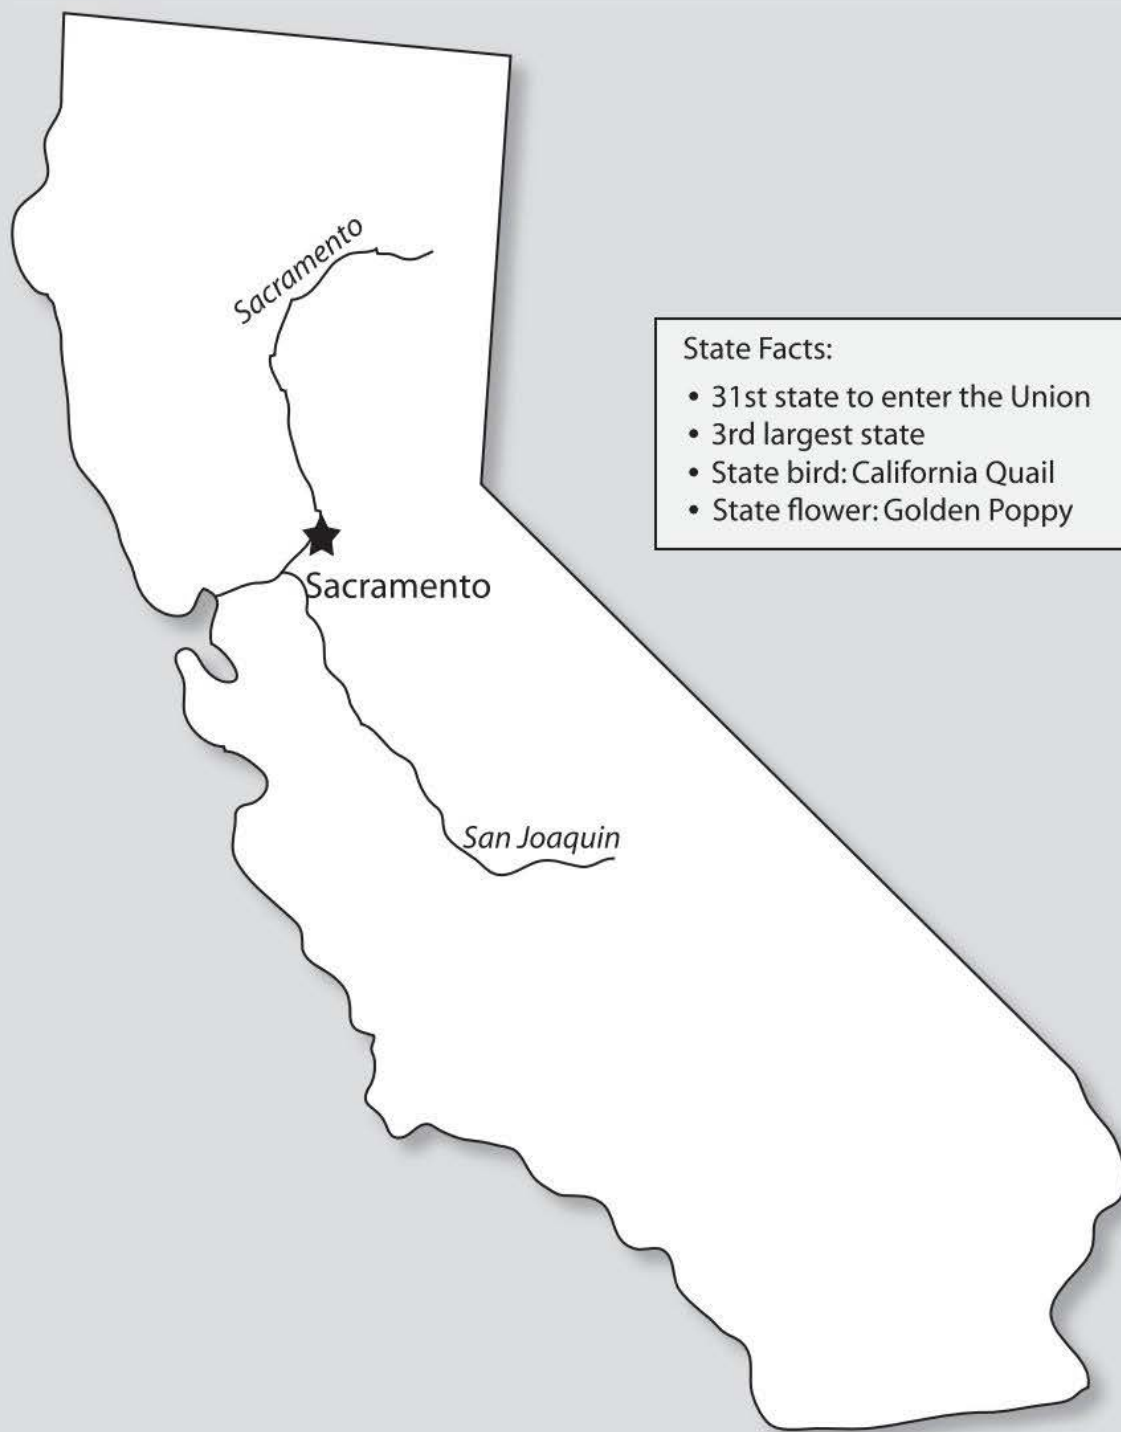 Sacramento
State Facts:
• 31st state to enter the Union
• 3rd largest state
• State bird: California Quail
• State flower: Golden Poppy
Sacramento
San Joaquin